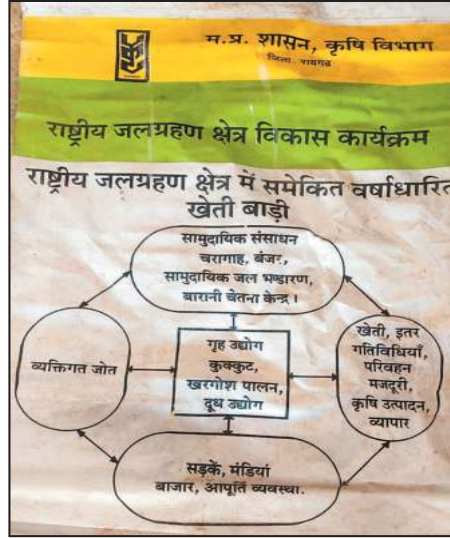 म.प्र. शासन, कृषि विभाग
जिला - रायगढ
राष्ट्रीय जलग्रहण क्षेत्र विकास कार्यक्रम
राष्ट्रीय जलग्रहण क्षेत्र में समेकित वर्षाधारित
खेती बाड़ी
सामुदायिक संसाधन
चरागाह, बंजर,
सामुदायिक जल भण्डारण,
बारानी चेतना केन्द्र।
व्यक्तिगत जोत
गृह उद्योग
कुक्कुट,
खरगोश पालन,
दूध उद्योग
खेती, इतर
गतिविधियाँ,
परिवहन
मजदूरी,
कृषि उत्पादन,
व्यापार
सड़कें, मंडियां
बाजार, आपूर्ति व्यवस्था.